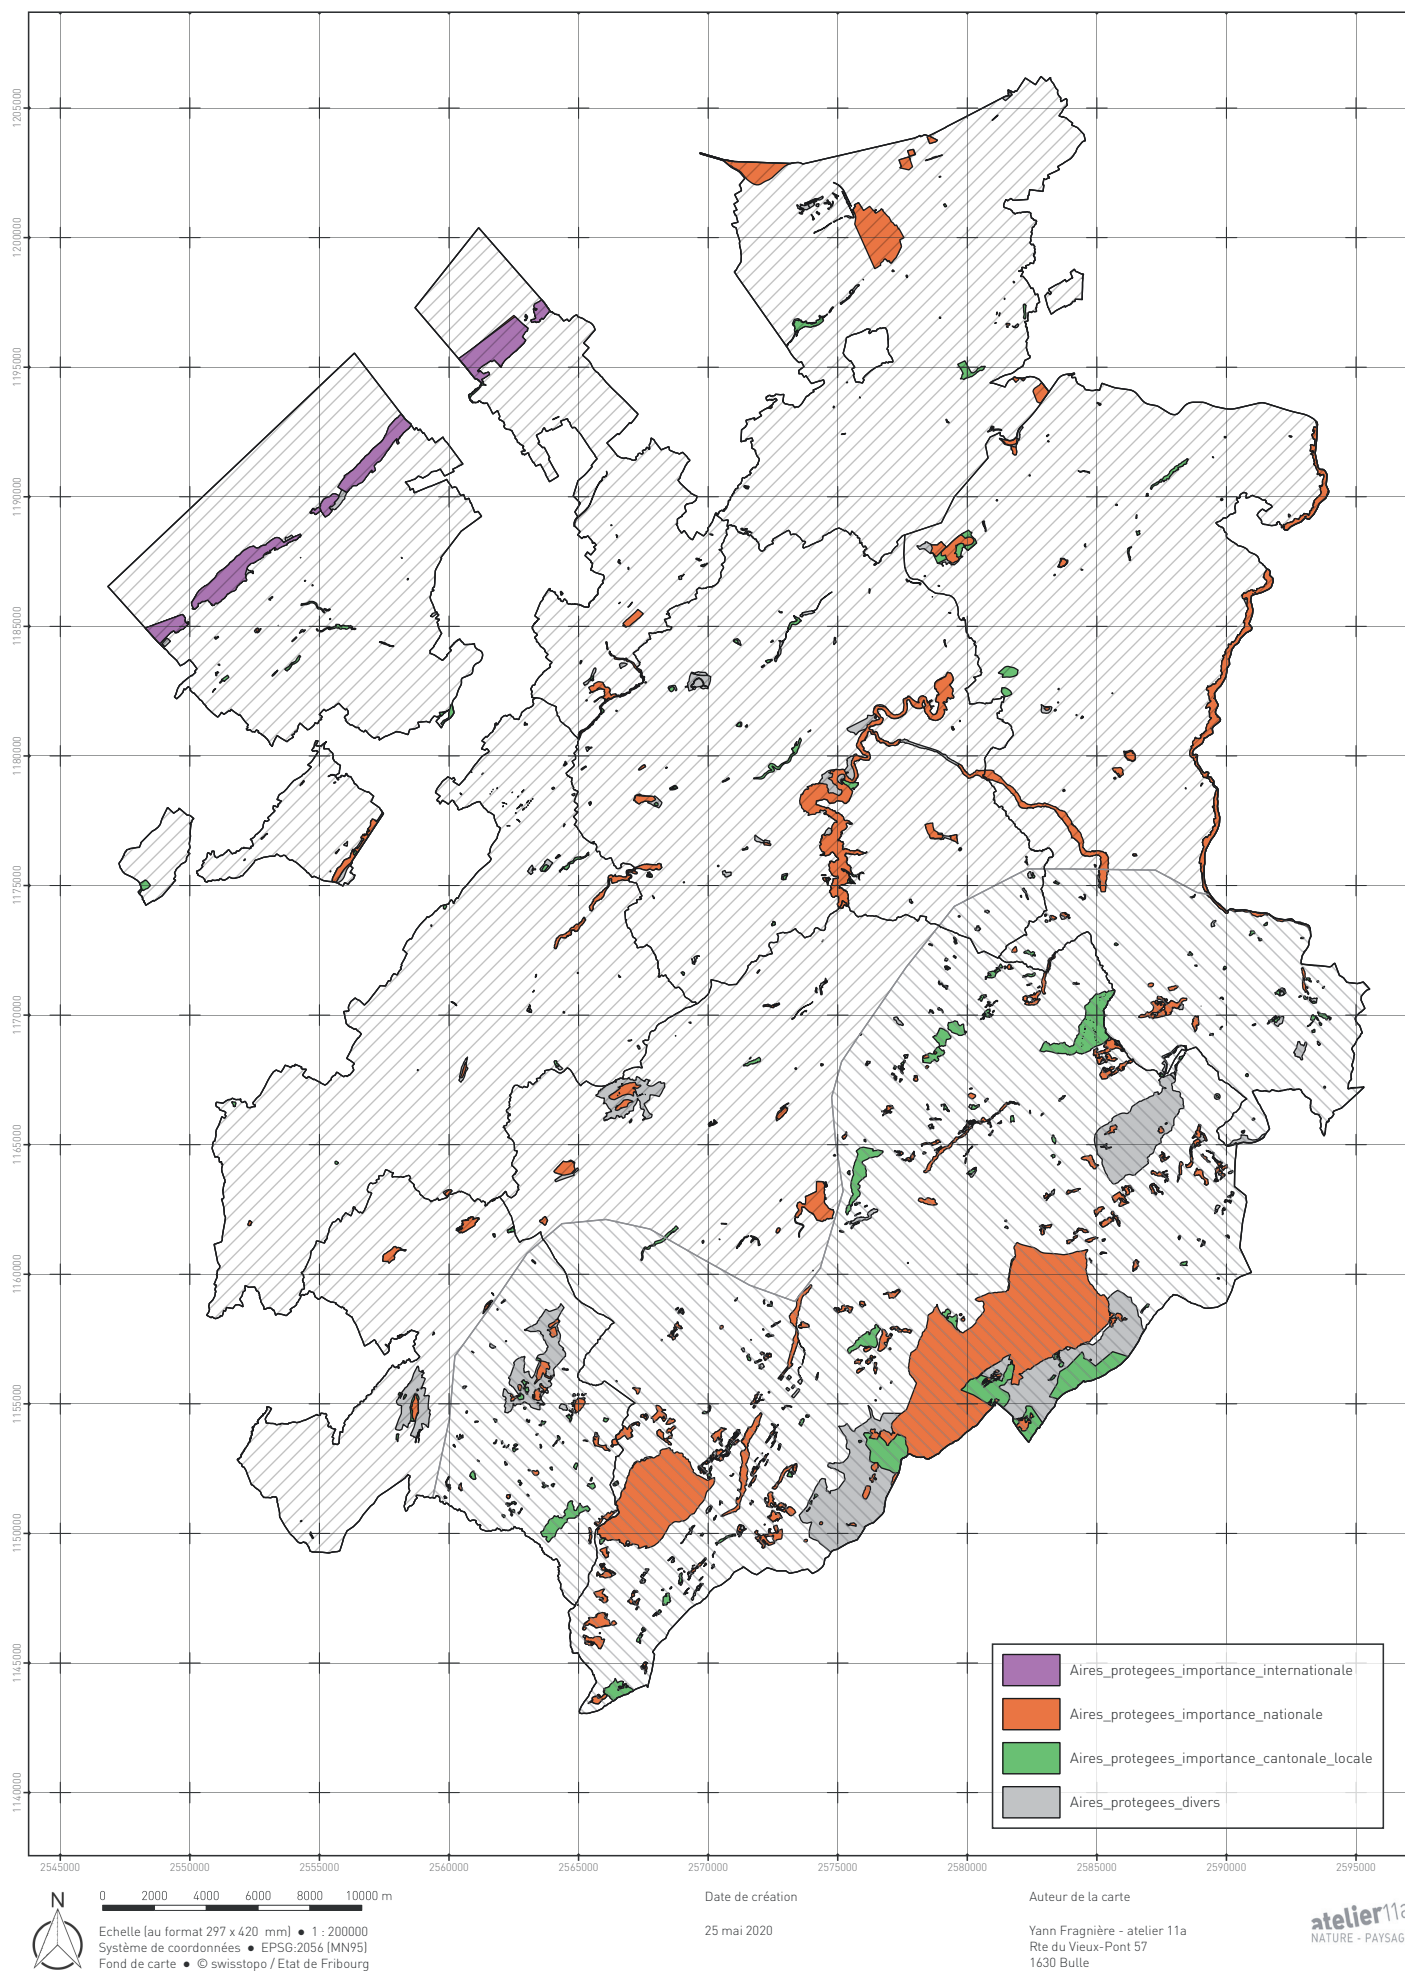 1205000
1200000
1195000
1190000
1185000
1180000
1175000
1170000
1165000
1160000
1155000
1150000
1145000
1140000
Aires_protegees_importance_internationale
Aires_protegees_importance_nationale
Aires_protegees_importance_cantonale_locale
Aires_protegees_divers
2545000 2550000 2555000 2560000 2565000 2570000 2575000 2580000 2585000 2590000 2595000
N
0 2000 4000 6000 8000 10000 m
Echelle (au format 297 x 420 mm) ● 1 : 200000
Système de coordonnées ● EPSG:2056 (MN95)
Fond de carte ● © swisstopo / Etat de Fribourg
Date de création
25 mai 2020
Auteur de la carte
Yann Fragnière - atelier 11a
Rte du Vieux-Pont 57
1630 Bulle
atelier11a
NATURE - PAYSAG